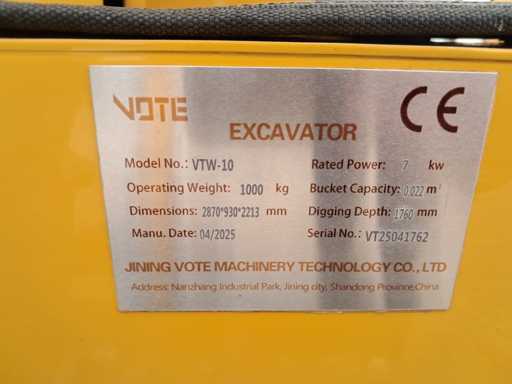 VOTE
CE
EXCAVATOR
Model No.: VTW-10 Rated Power: 7 kw
Operating Weight: 1000 kg Bucket Capacity: 0.022 m³
Dimensions: 2870*930*2213 mm Digging Depth: 1760 mm
Manu. Date: 04/2025 Serial No.: VT25041762
JINING VOTE MACHINERY TECHNOLOGY CO., LTD
Address: Nanzhang Industrial Park, Jining city, Shandong Province,China